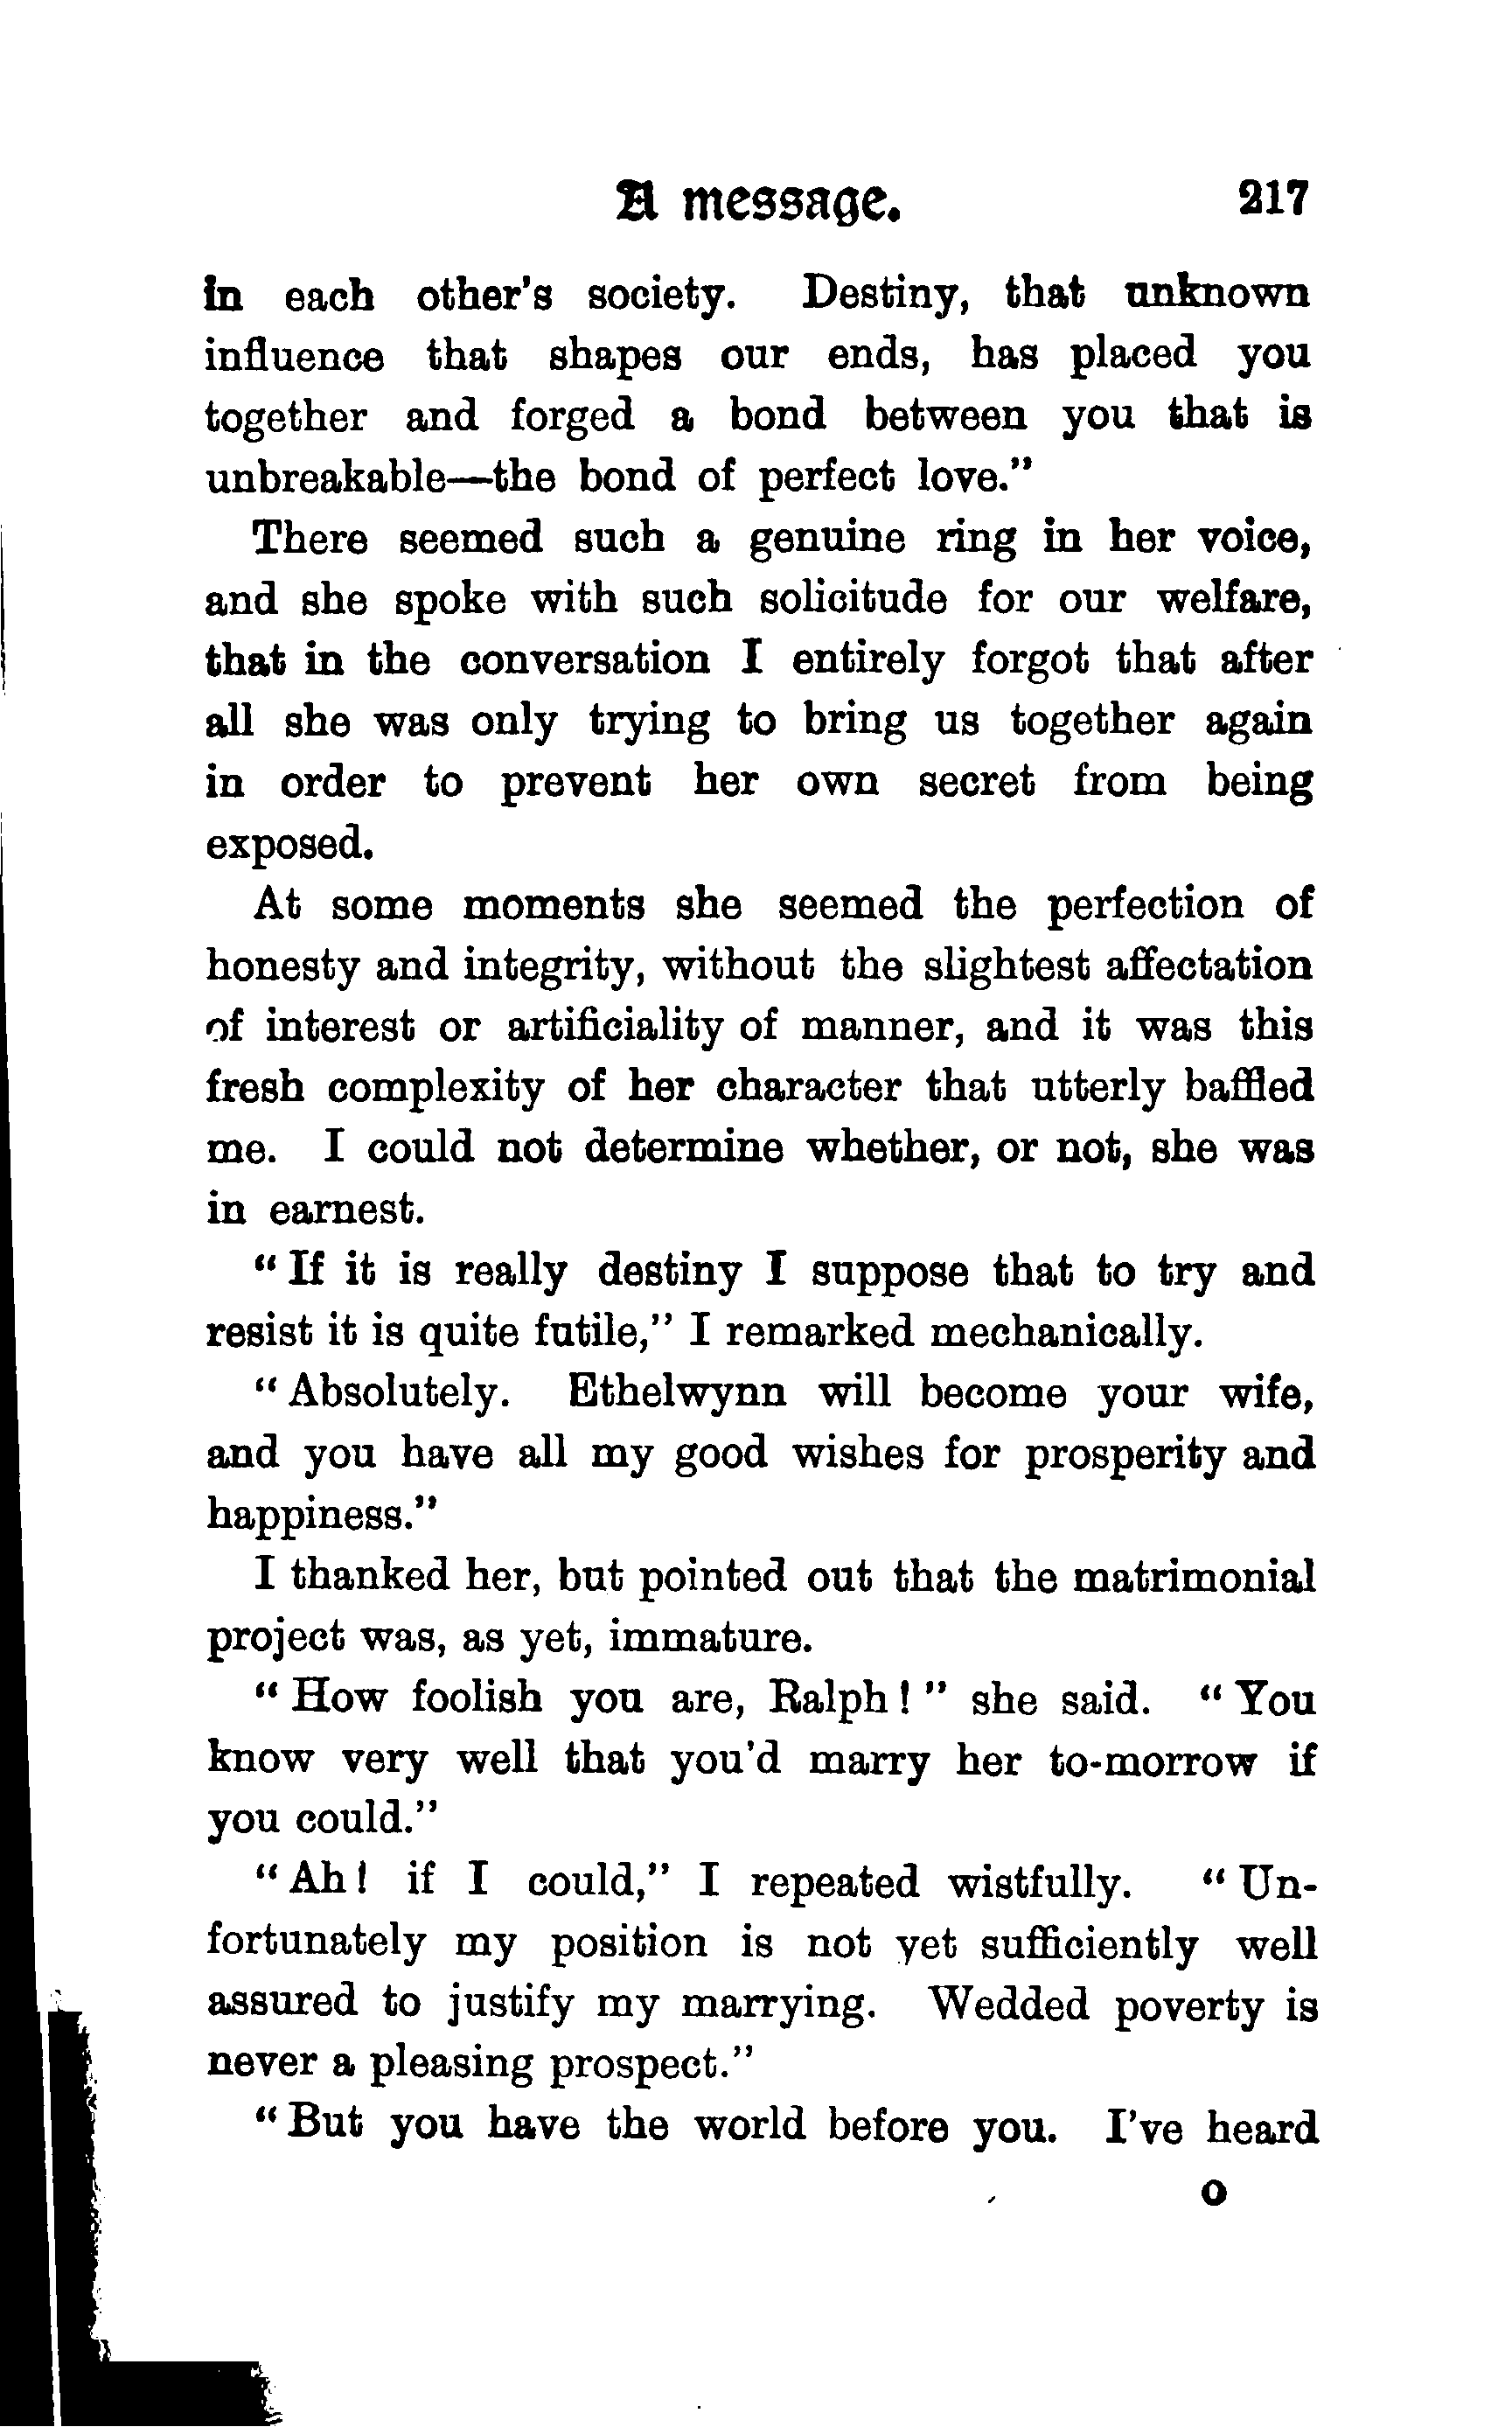 A message. 217
in each other's society. Destiny, that unknown
influence that shapes our ends, has placed you
together and forged a bond between you that is
unbreakable—the bond of perfect love."
There seemed such a genuine ring in her voice,
and she spoke with such solicitude for our welfare,
that in the conversation I entirely forgot that after
all she was only trying to bring us together again
in order to prevent her own secret from being
exposed.
At some moments she seemed the perfection of
honesty and integrity, without the slightest affectation
of interest or artificiality of manner, and it was this
fresh complexity of her character that utterly baffled
me. I could not determine whether, or not, she was
in earnest.
"If it is really destiny I suppose that to try and
resist it is quite futile," I remarked mechanically.
"Absolutely. Ethelwynn will become your wife,
and you have all my good wishes for prosperity and
happiness."
I thanked her, but pointed out that the matrimonial
project was, as yet, immature.
"How foolish you are, Ralph!" she said. "You
know very well that you'd marry her to-morrow if
you could."
"Ah! if I could," I repeated wistfully. "Un-
fortunately my position is not yet sufficiently well
assured to justify my marrying. Wedded poverty is
never a pleasing prospect."
"But you have the world before you. I've heard
O